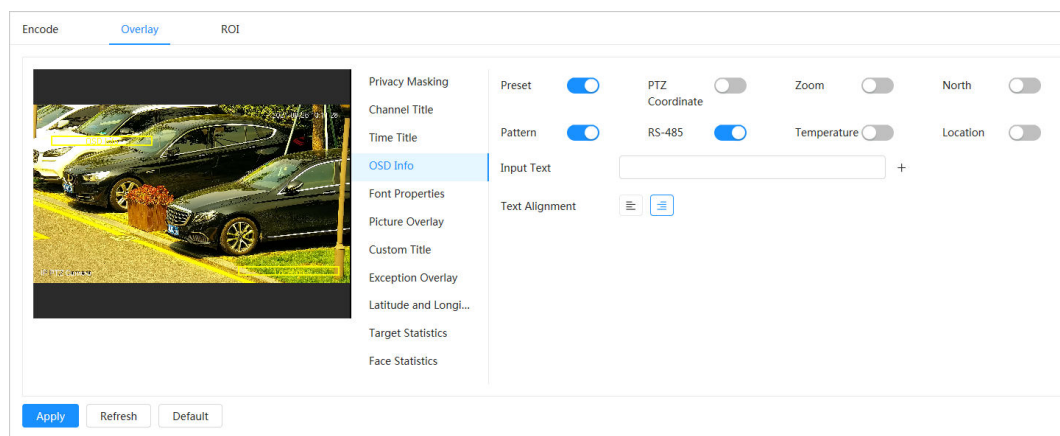 Encode Overlay ROI
Privacy Masking
Channel Title
Time Title
OSD Info
Font Properties
Picture Overlay
Custom Title
Exception Overlay
Latitude and Longi...
Target Statistics
Face Statistics
Preset PTZ Coordinate Zoom North
Pattern RS-485 Temperature Location
Input Text +
Text Alignment
Apply Refresh Default